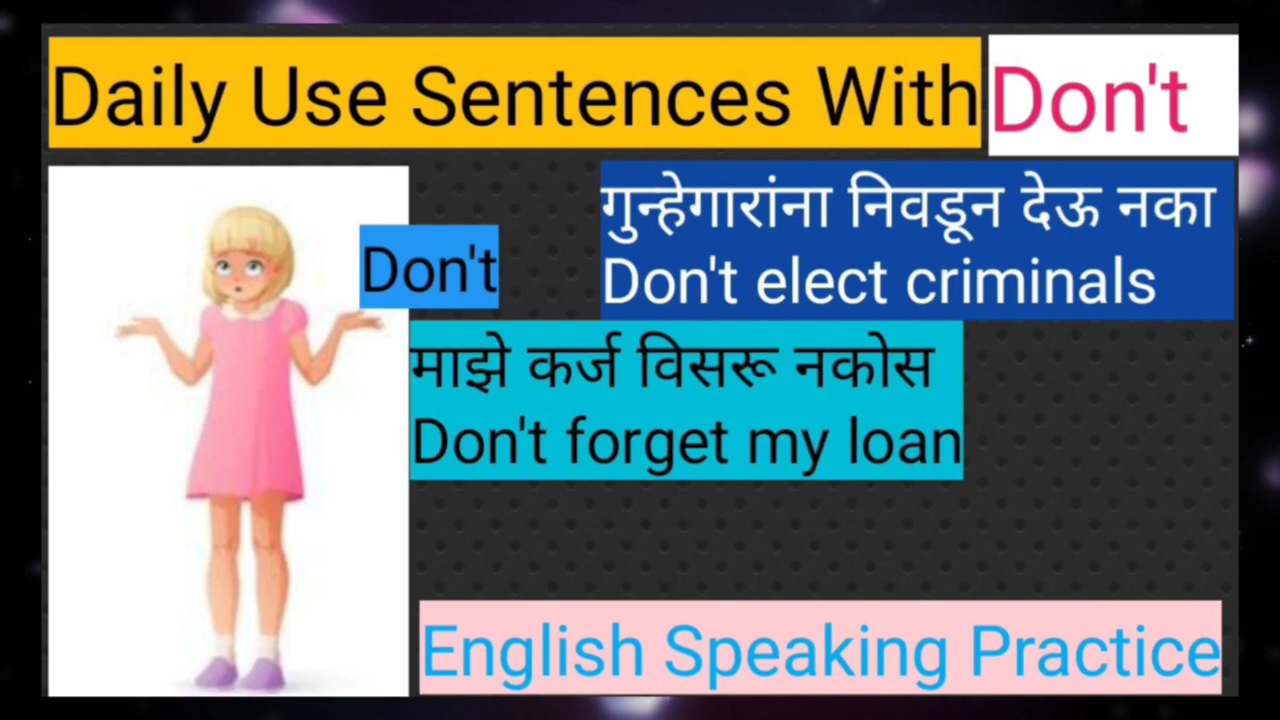 Daily Use Sentences With Don't
Don't
गुन्हेगारांना निवडून देऊ नका
Don't elect criminals
माझे कर्ज विसरू नकोस
Don't forget my loan
English Speaking Practice